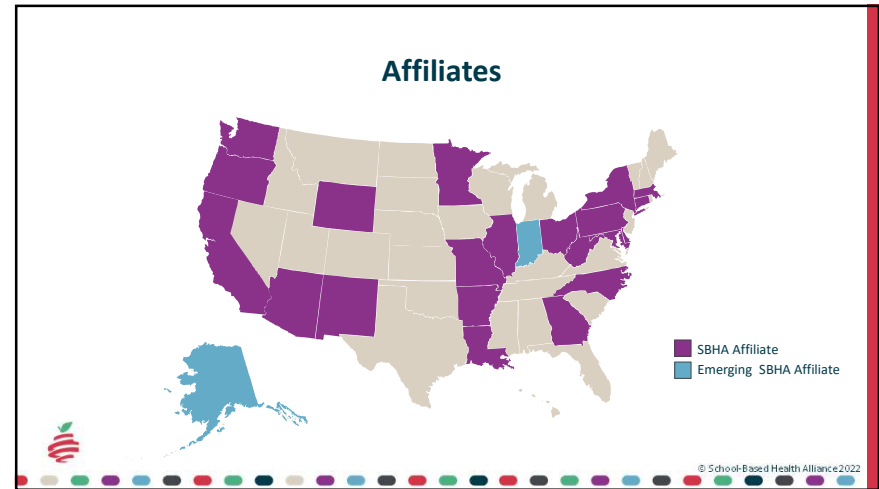 Affiliates
SBHA Affiliate
Emerging SBHA Affiliate
© School-Based Health Alliance 2022